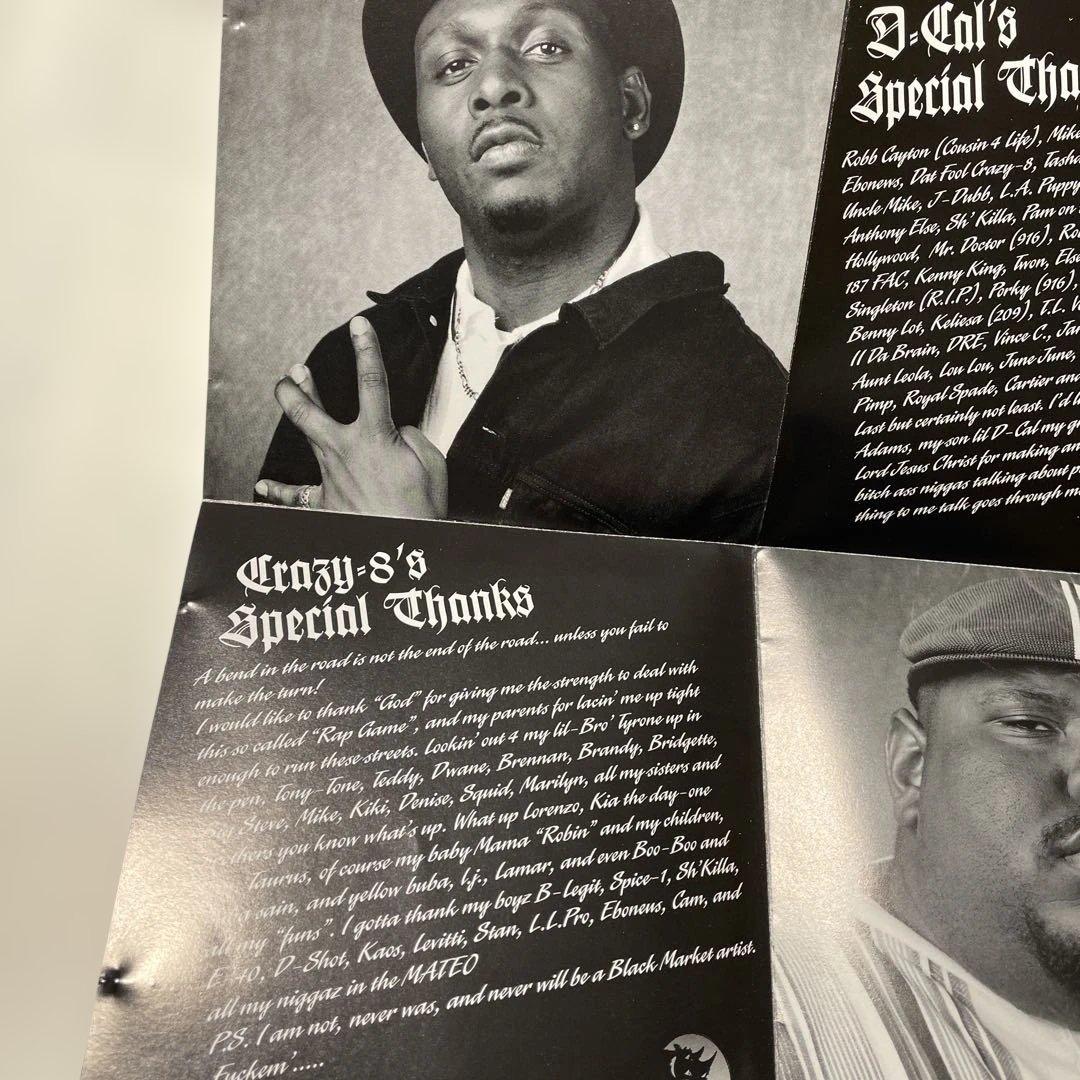 D-Cal's
Special Tha
Robb Cayton (Cousin 4 Life), Mike
Ebonews, Dat Fool Crazy-8, Tasha
Uncle Mike, J-Dubb, L.A. Puppy
Anthony Else, Sh' Killa, Pam on
Hollywood, Mr. Doctor (916),
187 FAC, Kenny King, Twon, Else
Singleton (R.I.P.), Porky (916),
Benny Lot, Keliesa (209), T.L.
II Da Brain, DRE, Vince C.,
Aunt Leola, Lou Lou, June June,
Pimp, Royal Spade, Cartier and
Last but certainly not least. I'd
Adams, my son lil D-Cal my
Lord Jesus Christ for making
bitch ass niggas talking about
thing to me talk goes through
Crazy-8's
Special Thanks
A bend in the road is not the end of the road... unless you fail to
make the turn!
I would like to thank "God" for giving me the strength to deal with
this so called "Rap Game", and my parents for lacin' me up tight
enough to run these streets. Lookin' out 4 my lil-Bro' Tyrone up in
the pen, Tony-Tone, Teddy, Dwane, Brennan, Brandy, Bridgette,
Steve, Mike, Kiki, Denise, Squid, Marilyn, all my sisters and
you know what's up. What up Lorenzo, Kia the day-one
Taurus, of course my baby Mama "Robin" and my children,
sain, and yellow buba, l.j., Lamar, and even Boo-Boo and
all my "funs". I gotta thank my boyz B-Legit, Spice-1, Sh'Killa,
E-40, D-Shot, Kaos, Levitti, Stan, L.L.Pro, Eboneus, Cam, and
all my niggaz in the MATEO
P.S. I am not, never was, and never will be a Black Market artist.
Fuckem'.....